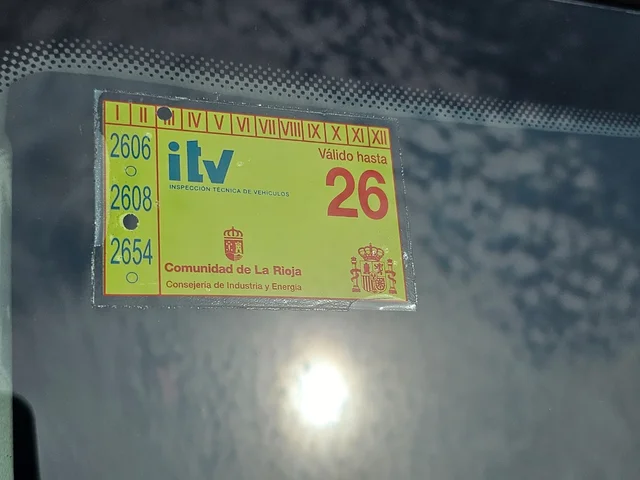 I II III IV V VI VII VIII IX X XI XII
2606
2608
2654
itv
INSPECCIÓN TÉCNICA DE VEHÍCULOS
Válido hasta
26
Comunidad de La Rioja
Consejería de Industria y Energía